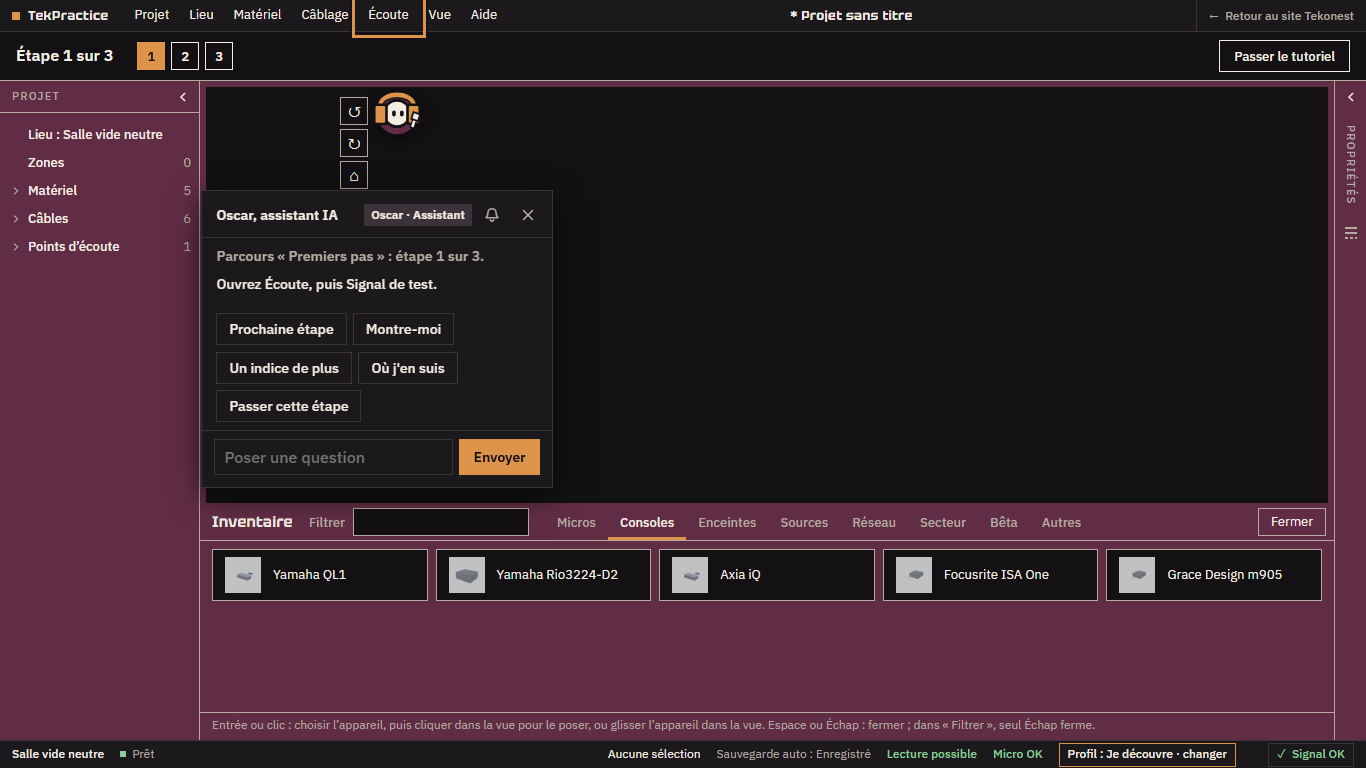 TekPractice Projet Lieu Matériel Câblage Écoute Vue Aide * Projet sans titre ← Retour au site Tekonest
Étape 1 sur 3 1 2 3 Passer le tutoriel
PROJET
Lieu : Salle vide neutre
Zones 0
Matériel 5
Câbles 6
Points d'écoute 1
PROPRIÉTÉS
Oscar, assistant IA Oscar · Assistant
Parcours « Premiers pas » : étape 1 sur 3.
Ouvrez Écoute, puis Signal de test.
Prochaine étape Montre-moi
Un indice de plus Où j'en suis
Passer cette étape
Poser une question Envoyer
Inventaire Filtrer Micros Consoles Enceintes Sources Réseau Secteur Bêta Autres Fermer
Yamaha QL1 Yamaha Rio3224-D2 Axia iQ Focusrite ISA One Grace Design m905
Entrée ou clic : choisir l'appareil, puis cliquer dans la vue pour le poser, ou glisser l'appareil dans la vue. Espace ou Échap : fermer ; dans « Filtrer », seul Échap ferme.
Salle vide neutre Prêt Aucune sélection Sauvegarde auto : Enregistré Lecture possible Micro OK Profil : Je découvre · changer ✓ Signal OK